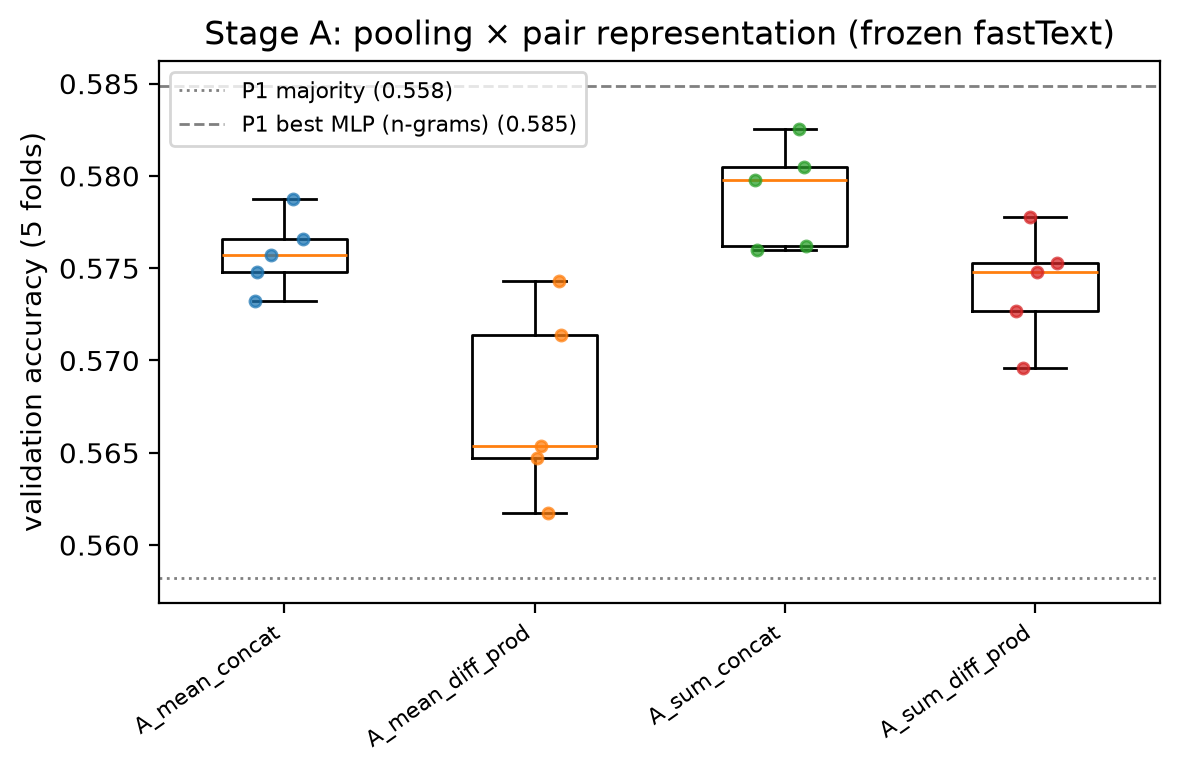 Stage A: pooling × pair representation (frozen fastText)
P1 majority (0.558)
P1 best MLP (n-grams) (0.585)
validation accuracy (5 folds)
0.585
0.580
0.575
0.570
0.565
0.560
A_mean_concat
A_mean_diff_prod
A_sum_concat
A_sum_diff_prod